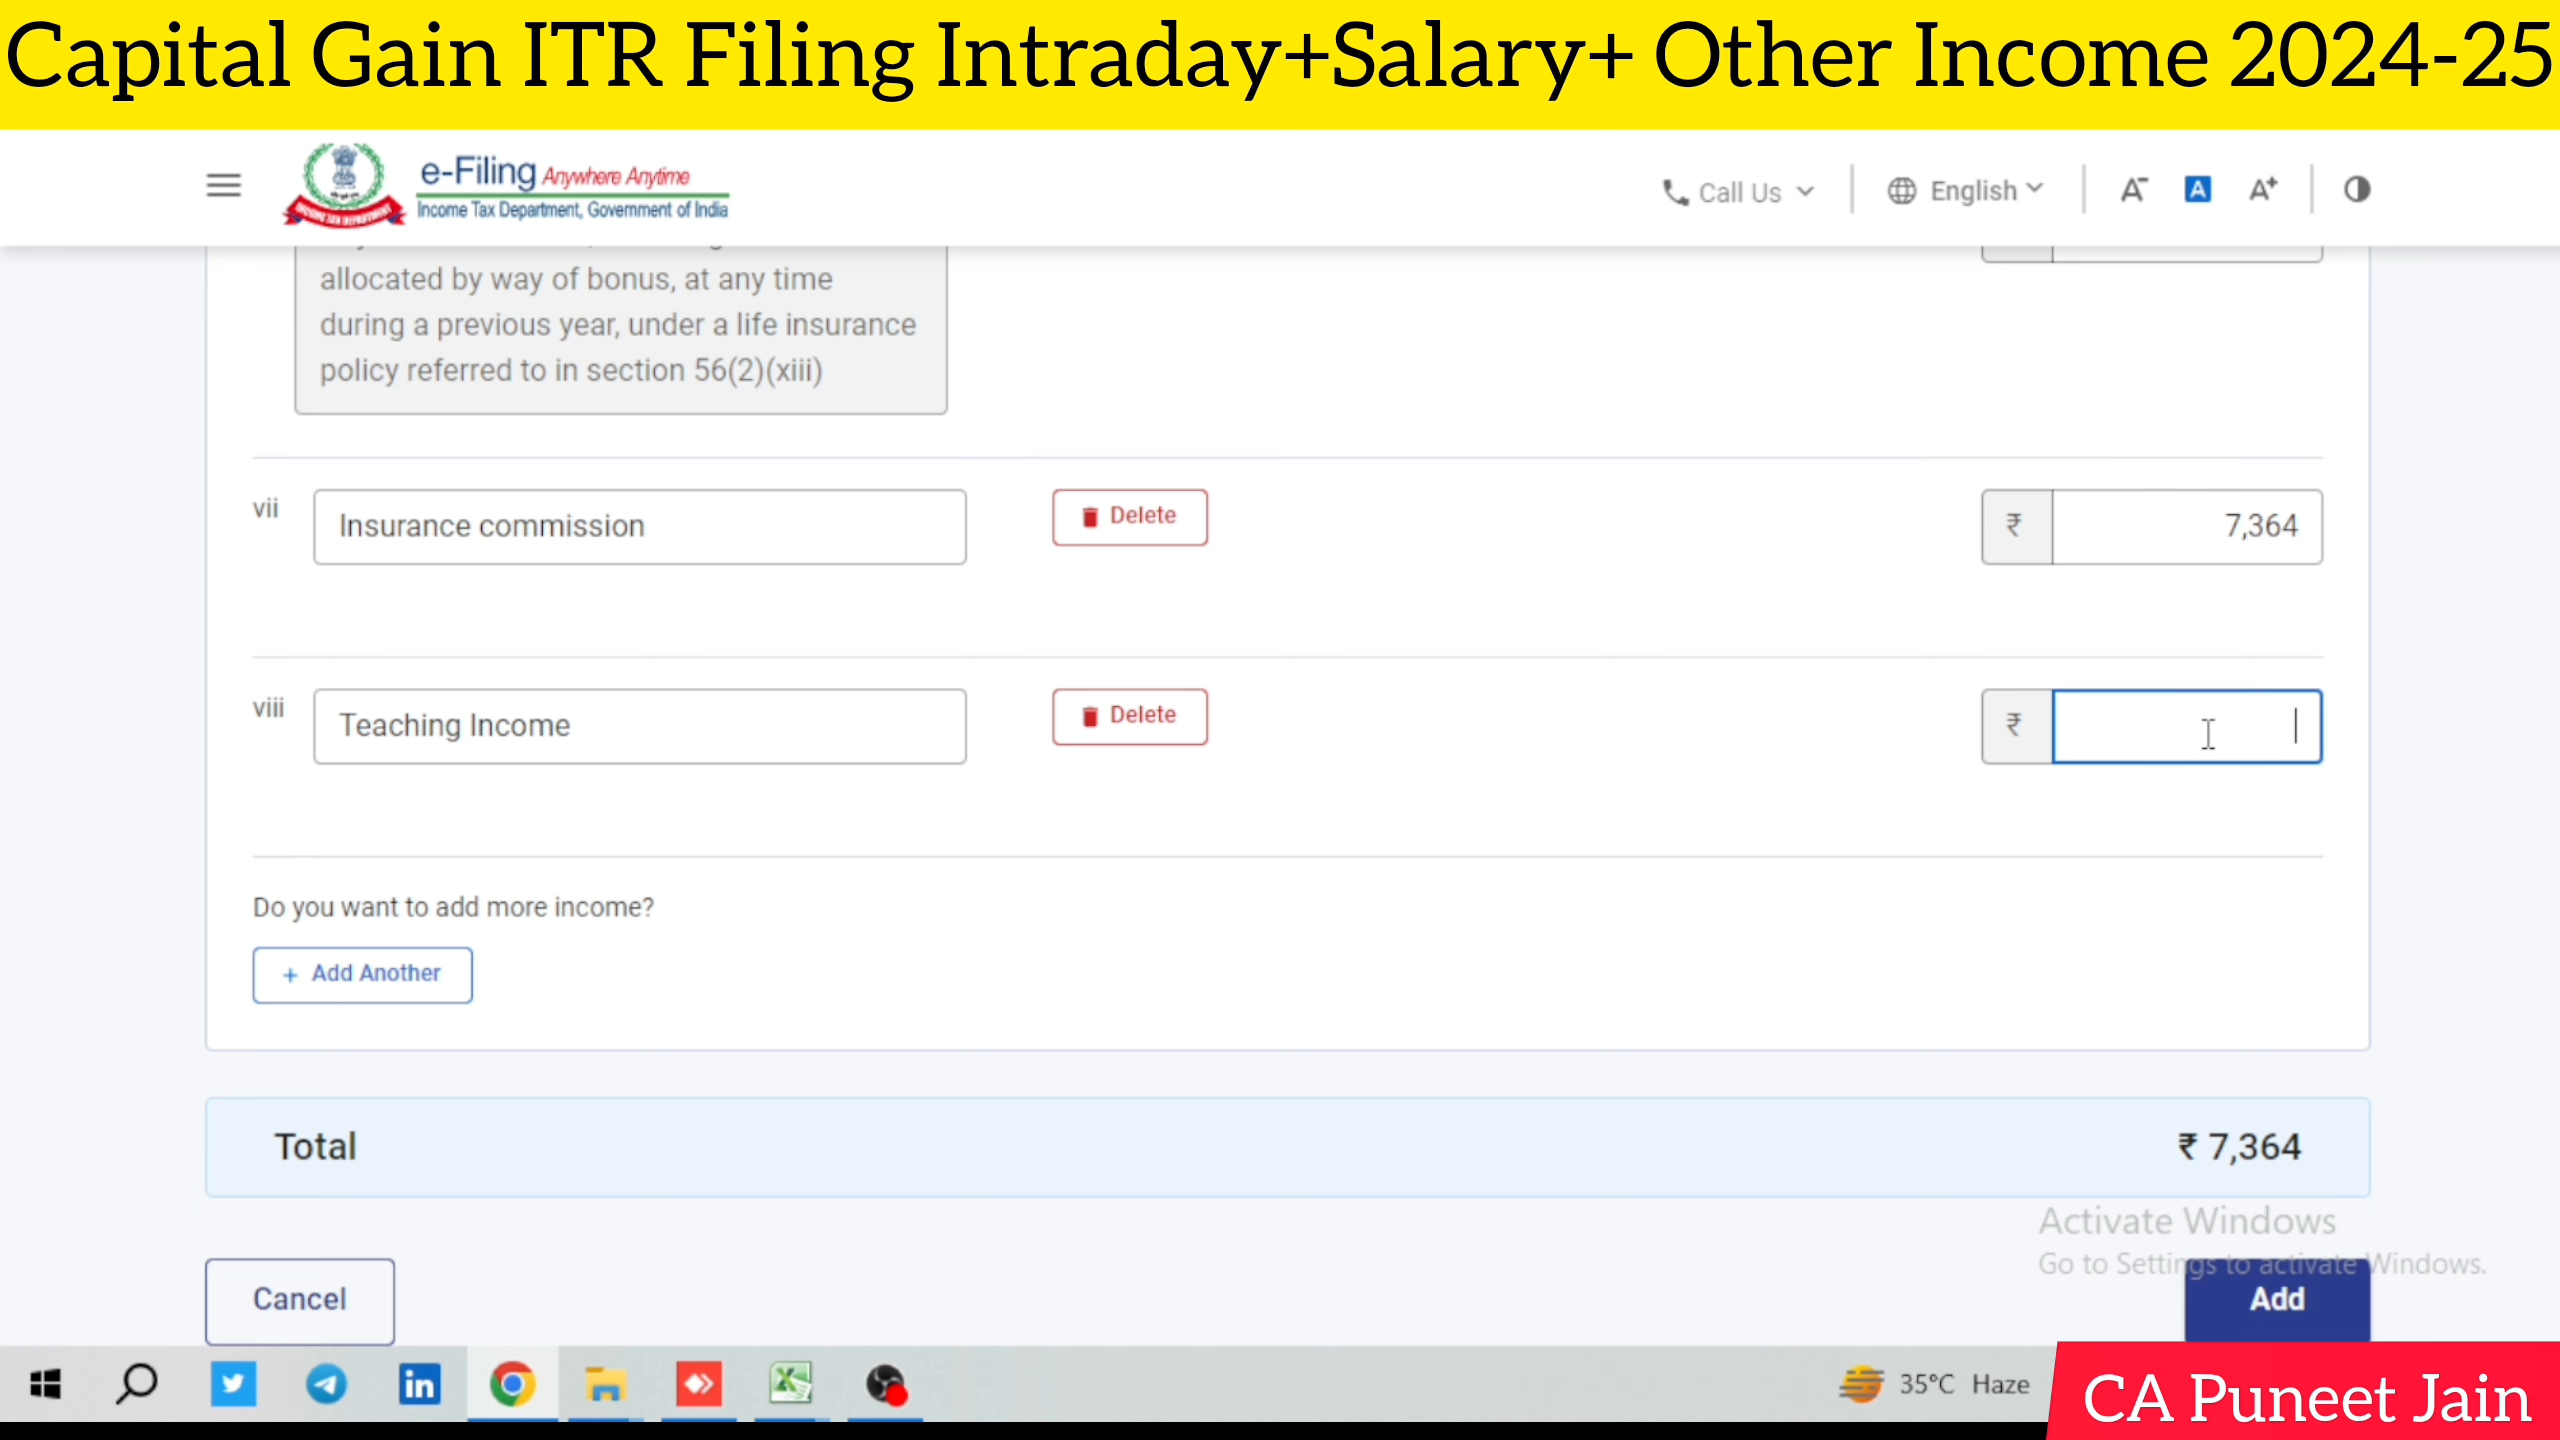 Capital Gain ITR Filing Intraday+Salary+ Other Income 2024-25
e-Filing Anywhere Anytime
Income Tax Department, Government of India
Call Us
English
A-
A
A+
allocated by way of bonus, at any time
during a previous year, under a life insurance
policy referred to in section 56(2)(xiii)
vii Insurance commission Delete ₹ 7,364
viii Teaching Income Delete ₹
Do you want to add more income?
+ Add Another
Total ₹ 7,364
Activate Windows
Go to Settings to activate Windows.
Cancel Add
in
35°C Haze
CA Puneet Jain